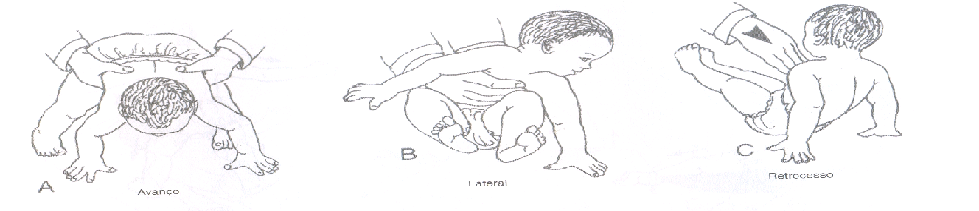 A
Avanço
B
Lateral
C
Retrocesso